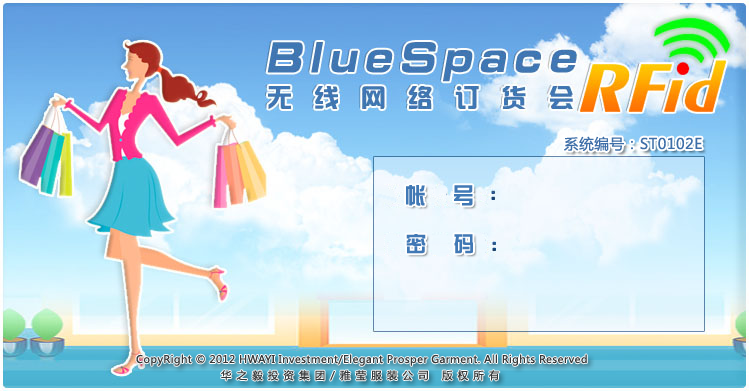 BlueSpace
无线网络订货会 RFid
系统编号：ST0102E
帐 号：
密 码：
CopyRight © 2012 HWAYI Investment/Elegant Prosper Garment. All Rights Reserved
华之毅投资集团/雅莹服装公司 版权所有